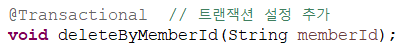 @Transactional  // 트랜잭션 설정 추가
void deleteByMemberId(String memberId);